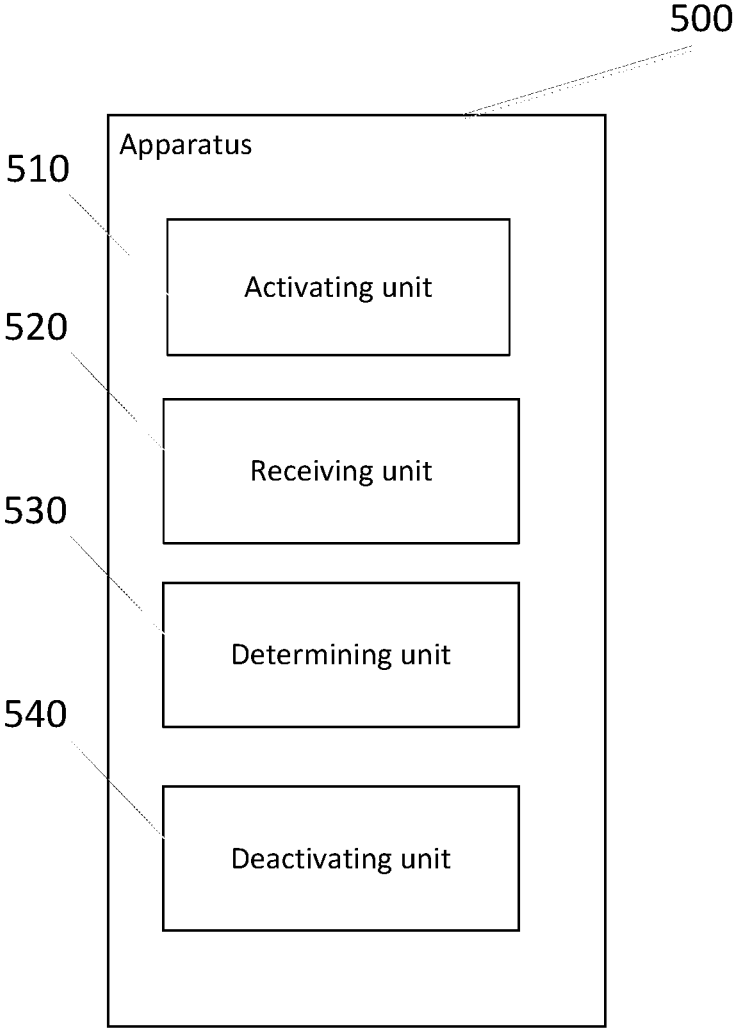 500
Apparatus
510
Activating unit
520
Receiving unit
530
Determining unit
540
Deactivating unit